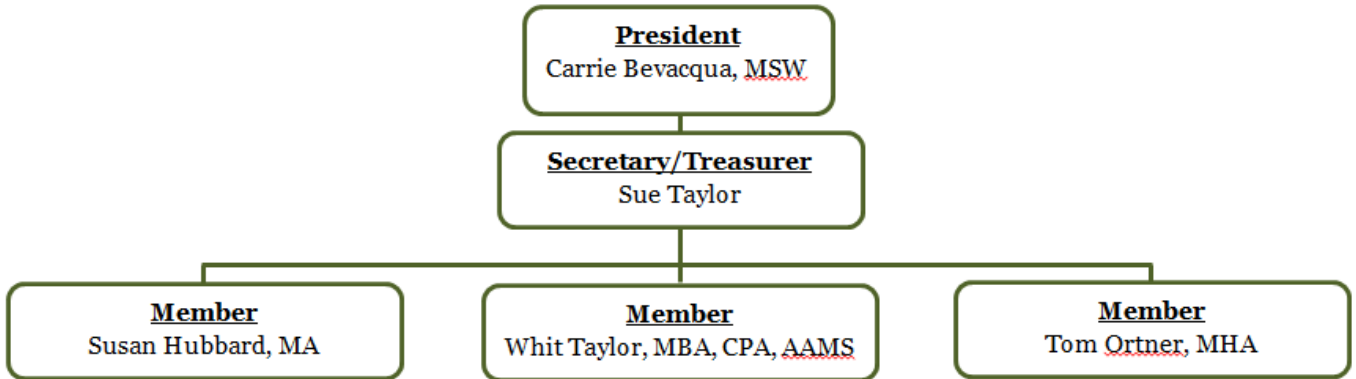 President
Carrie Bevacqua, MSW
Secretary/Treasurer
Sue Taylor
Member
Susan Hubbard, MA
Member
Whit Taylor, MBA, CPA, AAMS
Member
Tom Ortner, MHA